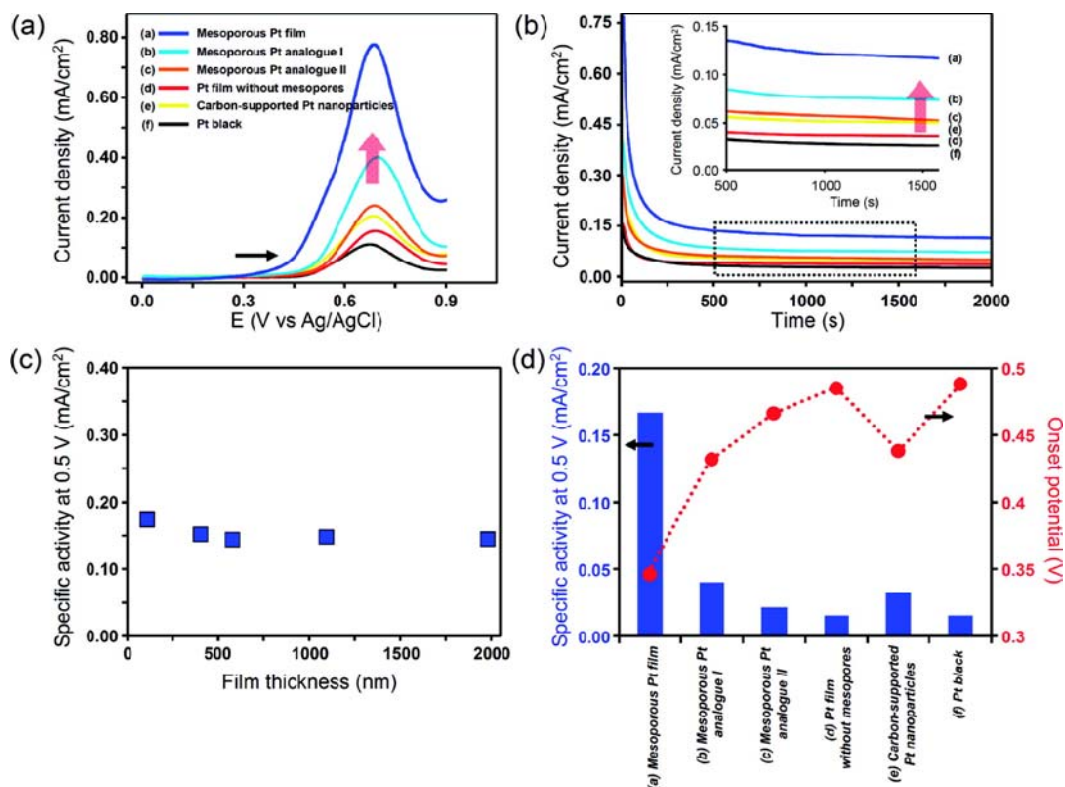 (a)
0.80
0.60
0.40
0.20
0.00
Current density (mA/cm2)
(a) Mesoporous Pt film
(b) Mesoporous Pt analogue I
(c) Mesoporous Pt analogue II
(d) Pt film without mesopores
(e) Carbon-supported Pt nanoparticles
(f) Pt black
0.0 0.3 0.6 0.9
E (V vs Ag/AgCl)
(b)
0.75
0.60
0.45
0.30
0.15
0.00
Current density (mA/cm2)
0.15
0.10
0.05
0.00
Current density (mA/cm2)
(a)
(b)
(c)
(e)
(d)
(f)
500 1000 1500
Time (s)
0 500 1000 1500 2000
Time (s)
(c)
0.40
0.30
0.20
0.10
0.00
Specific activity at 0.5 V (mA/cm2)
0 500 1000 1500 2000
Film thickness (nm)
(d)
0.20
0.15
0.10
0.05
0.00
Specific activity at 0.5 V (mA/cm2)
0.5
0.45
0.4
0.35
0.3
Onset potential (V)
(a) Mesoporous Pt film
(b) Mesoporous Pt
analogue I
(c) Mesoporous Pt
analogue II
(d) Pt film
without mesopores
(e) Carbon-supported
Pt nanoparticles
(f) Pt black